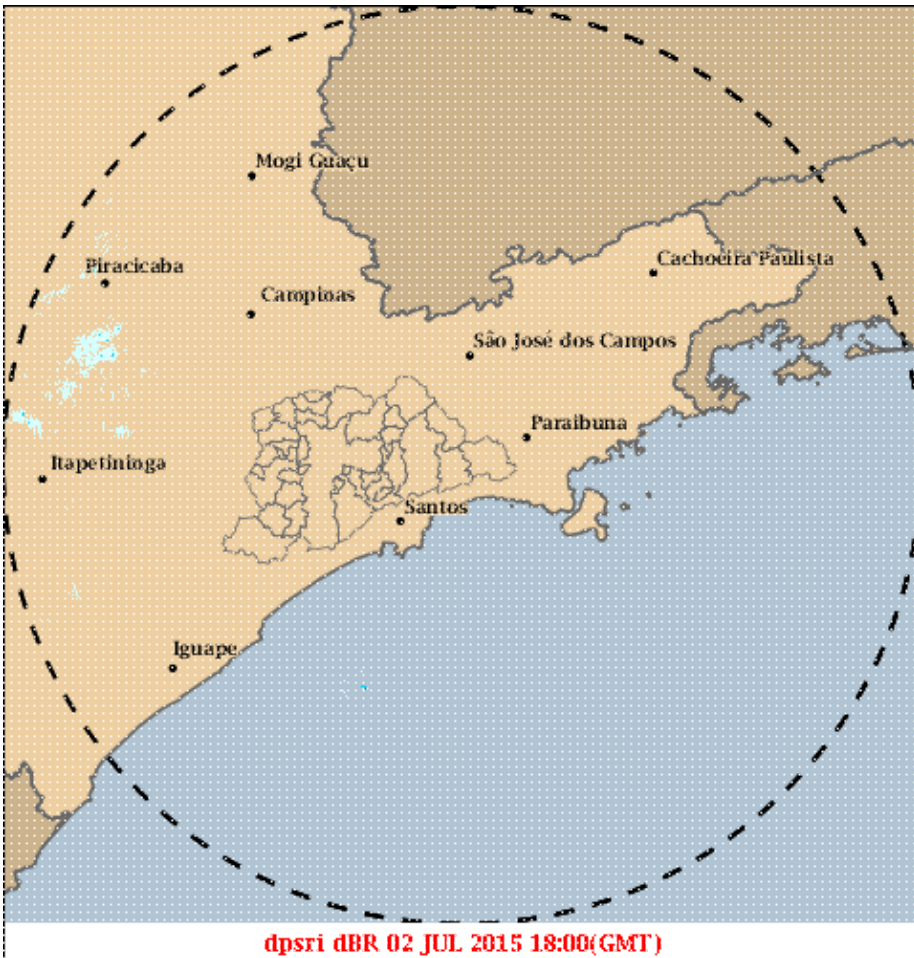 Mogi Guaçu
Piracicaba
Cachoeira Paulista
Campinas
São José dos Campos
Paraibuna
Itapetininga
Santos
Iguape
dpsri dBR 02 JUL 2015 18:00(GMT)